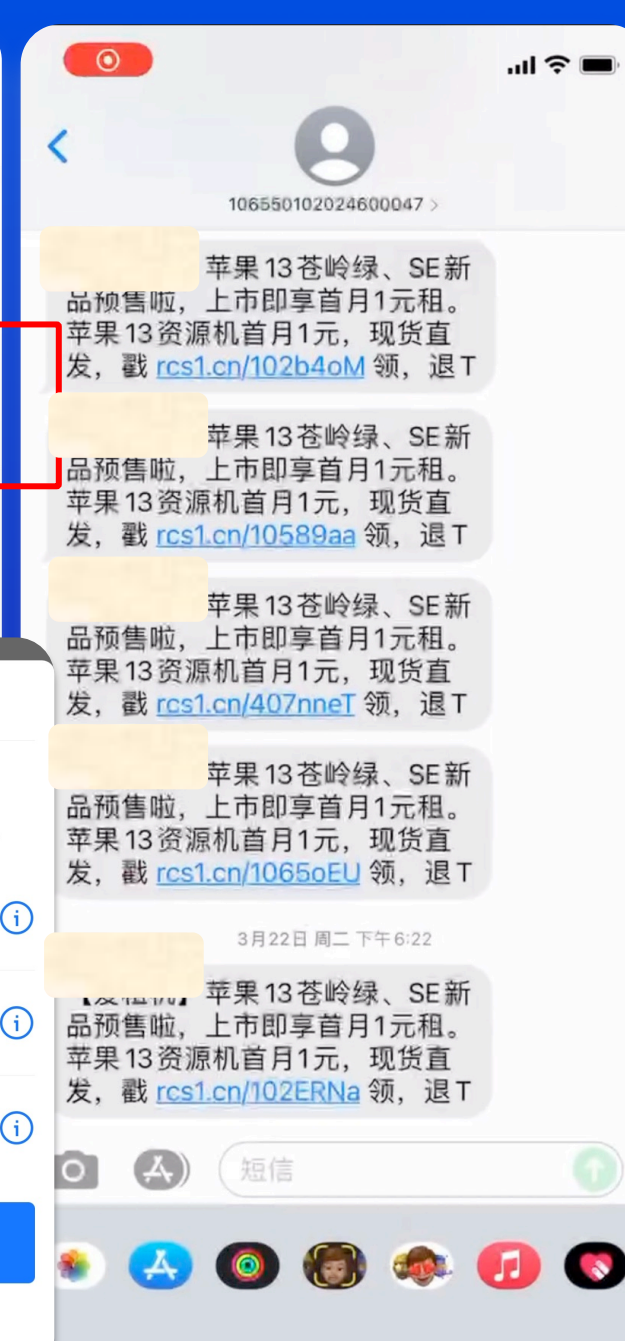 106550102024600047 >
苹果13苍岭绿、SE新
品预售啦，上市即享首月1元租。
苹果13资源机首月1元，现货直
发，戳 rcs1.cn/102b4oM 领，退T
苹果13苍岭绿、SE新
品预售啦，上市即享首月1元租。
苹果13资源机首月1元，现货直
发，戳 rcs1.cn/10589aa 领，退T
苹果13苍岭绿、SE新
品预售啦，上市即享首月1元租。
苹果13资源机首月1元，现货直
发，戳 rcs1.cn/407nneT 领，退T
苹果13苍岭绿、SE新
品预售啦，上市即享首月1元租。
苹果13资源机首月1元，现货直
发，戳 rcs1.cn/1065oEU 领，退T
3月22日 周二 下午6:22
苹果13苍岭绿、SE新
品预售啦，上市即享首月1元租。
苹果13资源机首月1元，现货直
发，戳 rcs1.cn/102ERNa 领，退T
短信